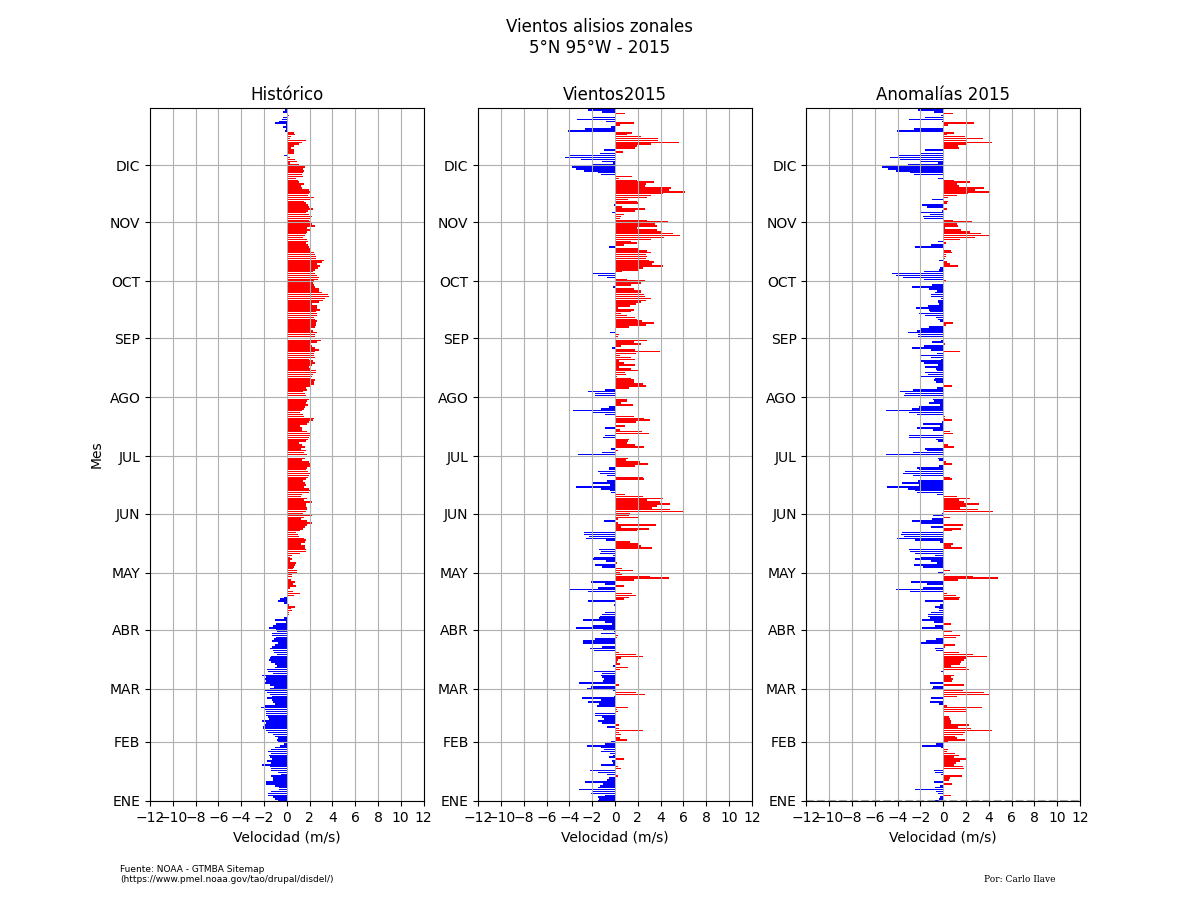 Vientos alisios zonales
5°N 95°W - 2015
Histórico
Vientos2015
Anomalías 2015
Mes
DIC
NOV
OCT
SEP
AGO
JUL
JUN
MAY
ABR
MAR
FEB
ENE
−12−10−8 −6 −4 −2 0 2 4 6 8 10 12
Velocidad (m/s)
DIC
NOV
OCT
SEP
AGO
JUL
JUN
MAY
ABR
MAR
FEB
ENE
−12−10−8 −6 −4 −2 0 2 4 6 8 10 12
Velocidad (m/s)
DIC
NOV
OCT
SEP
AGO
JUL
JUN
MAY
ABR
MAR
FEB
ENE
−12−10−8 −6 −4 −2 0 2 4 6 8 10 12
Velocidad (m/s)
Fuente: NOAA - GTMBA Sitemap
(https://www.pmel.noaa.gov/tao/drupal/disdel/)
Por: Carlo Ilave